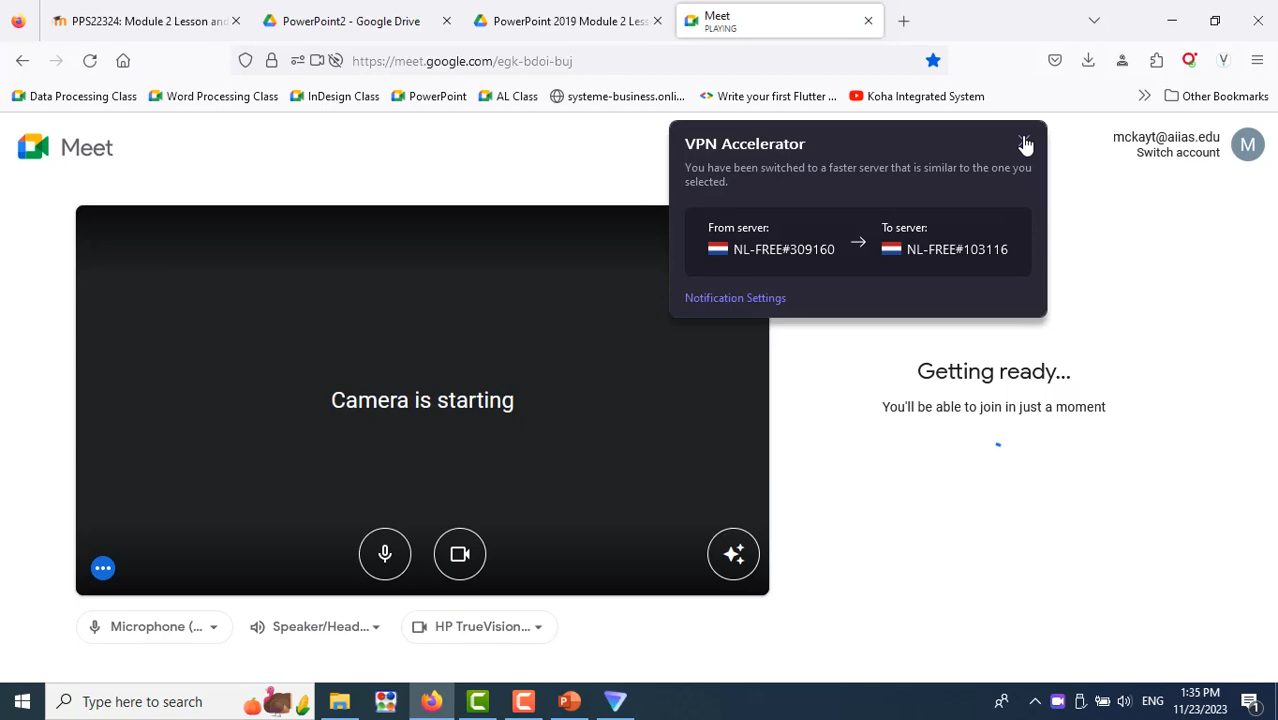 PPS22324: Module 2 Lesson and
PowerPoint2 - Google Drive
PowerPoint 2019 Module 2 Less
Meet
PLAYING
https://meet.google.com/egk-bdoi-buj
Data Processing Class
Word Processing Class
InDesign Class
PowerPoint
AL Class
systeme-business.onli...
Write your first Flutter ...
Koha Integrated System
Other Bookmarks
Meet
mckayt@aiias.edu
Switch account
M
VPN Accelerator
You have been switched to a faster server that is similar to the one you
selected.
From server:
NL-FREE#309160
To server:
NL-FREE#103116
Notification Settings
Camera is starting
Getting ready...
You'll be able to join in just a moment
Microphone (...
Speaker/Head...
HP TrueVision...
Type here to search
ENG
1:35 PM
11/23/2023
1